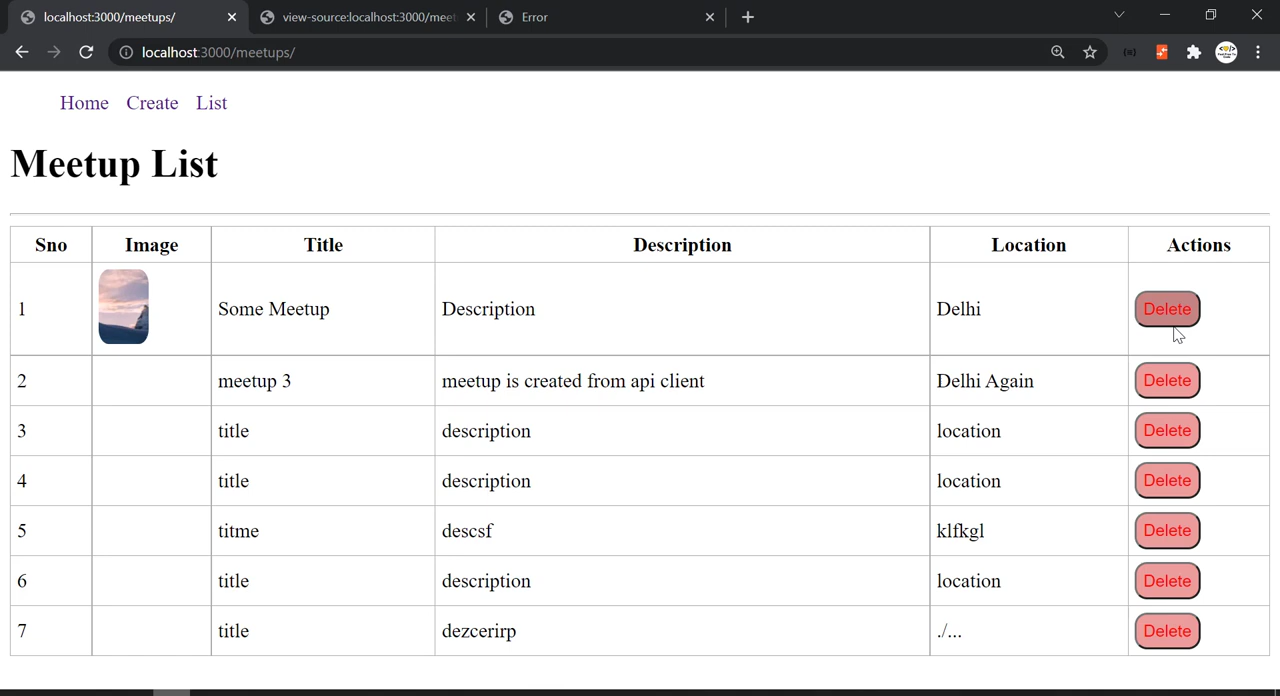 localhost:3000/meetups/
view-source:localhost:3000/meet
Error
localhost:3000/meetups/
Home Create List
Meetup List
Sno Image Title Description Location Actions
1 Some Meetup Description Delhi Delete
2 meetup 3 meetup is created from api client Delhi Again Delete
3 title description location Delete
4 title description location Delete
5 titme descsf klfkgl Delete
6 title description location Delete
7 title dezcerirp ./... Delete